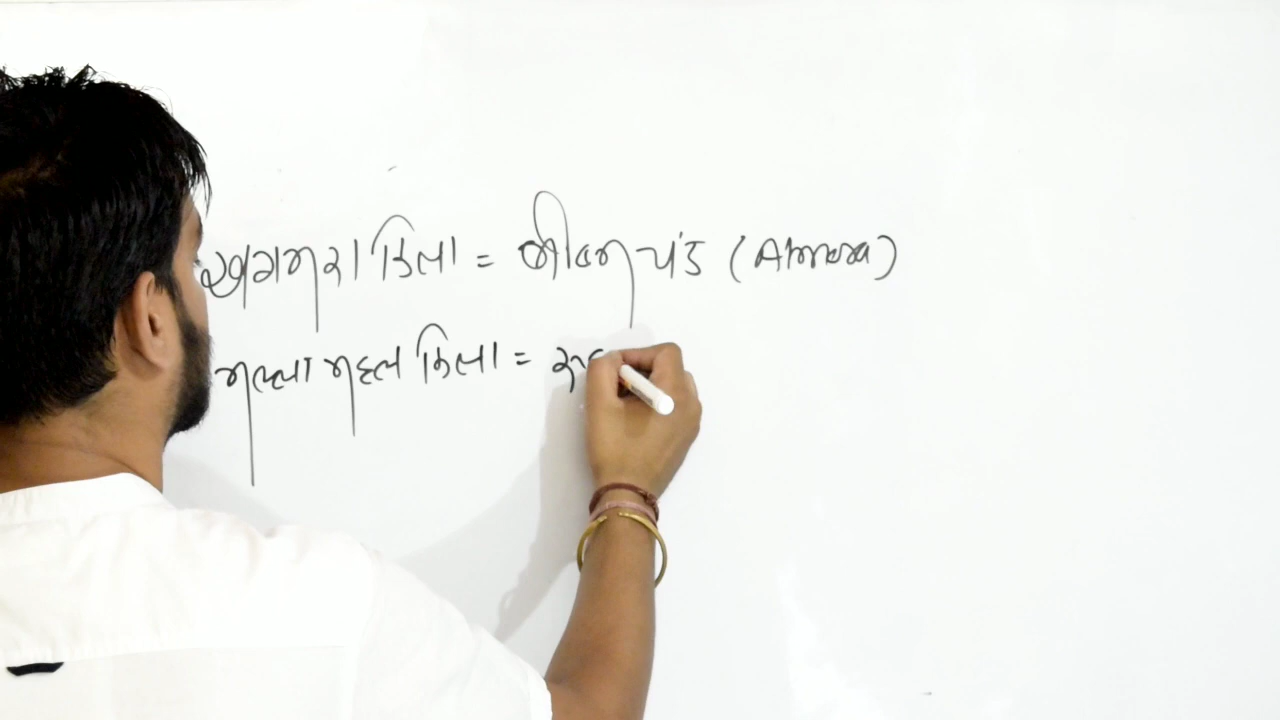 खगमरा किला = भीष्मचंद (Almora)
मल्ला महल किला = रु